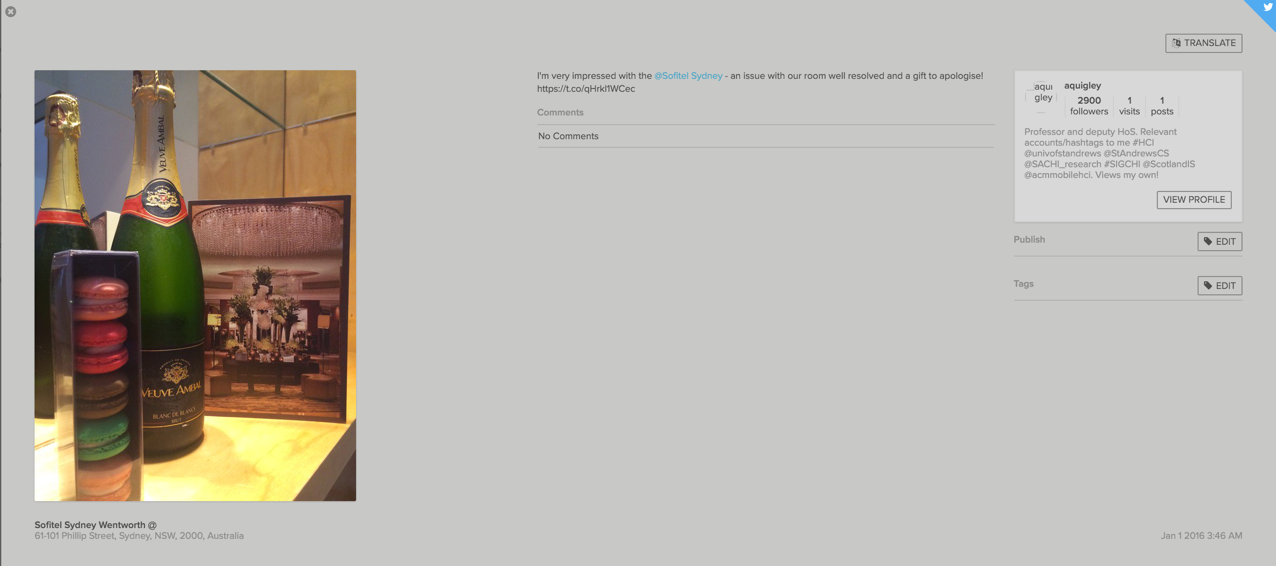 TRANSLATE
I'm very impressed with the @Sofitel Sydney - an issue with our room well resolved and a gift to apologise!
https://t.co/qHrkl1WCec
Comments
No Comments
aqui
gley
aquigley
2900
followers
1
visits
1
posts
Professor and deputy HoS. Relevant
accounts/hashtags to me #HCI
@univofstandrews @StAndrewsCS
@SACHI_research #SIGCHI @ScotlandIS
@acmmobilehci. Views my own!
VIEW PROFILE
Publish
EDIT
Tags
EDIT
VEUVE AMBAL
VEUVE AMBAL
BLANC DE BLANCS
BRUT
Sofitel Sydney Wentworth @
61-101 Phillip Street, Sydney, NSW, 2000, Australia
Jan 1 2016 3:46 AM